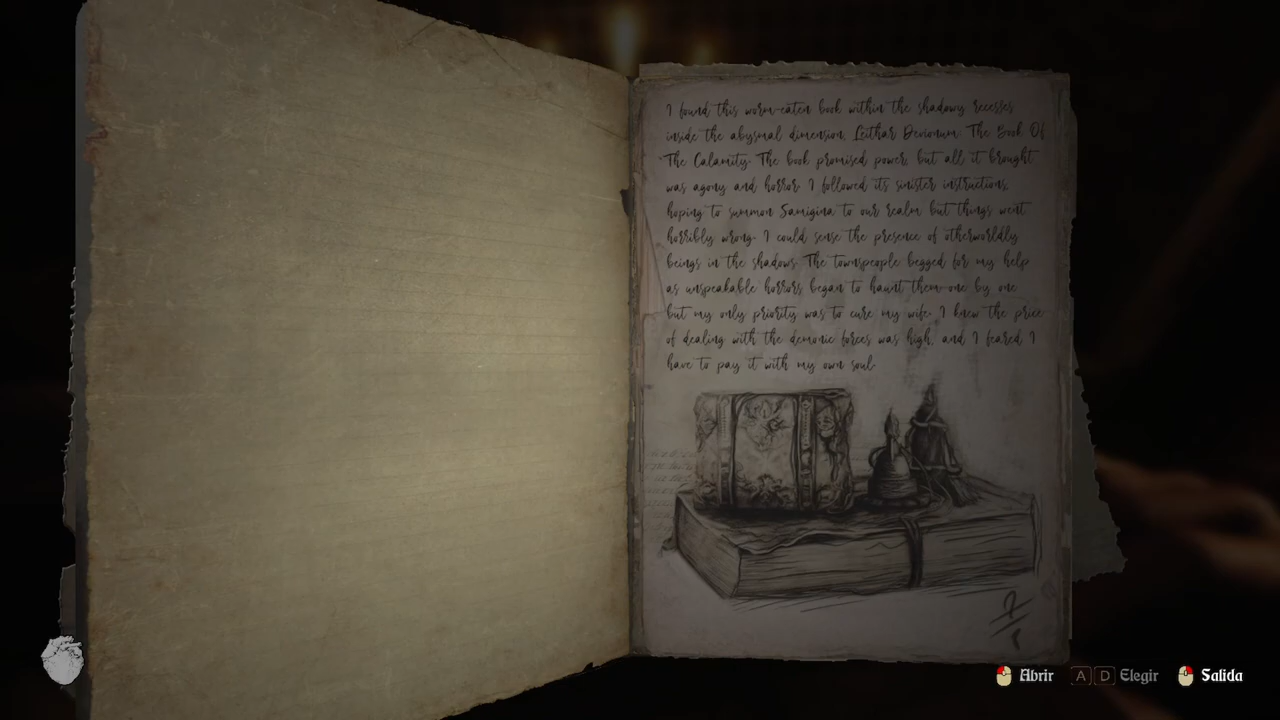 I found this worm-eaten book within the shadowy recesses
inside the abysmal dimension, Leithar Devionum: The Book Of
The Calamity. The book promised power, but all it brought
was agony and horror. I followed its sinister instructions,
hoping to summon Samigina to our realm but things went
horribly wrong. I could sense the presence of otherworldly
beings in the shadows. The townspeople begged for my help
as unspeakable horrors began to haunt them one by one
but my only priority was to cure my wife. I knew the price
of dealing with the demonic forces was high, and I feared I
have to pay it with my own soul.
Abrir A D Elegir Salida